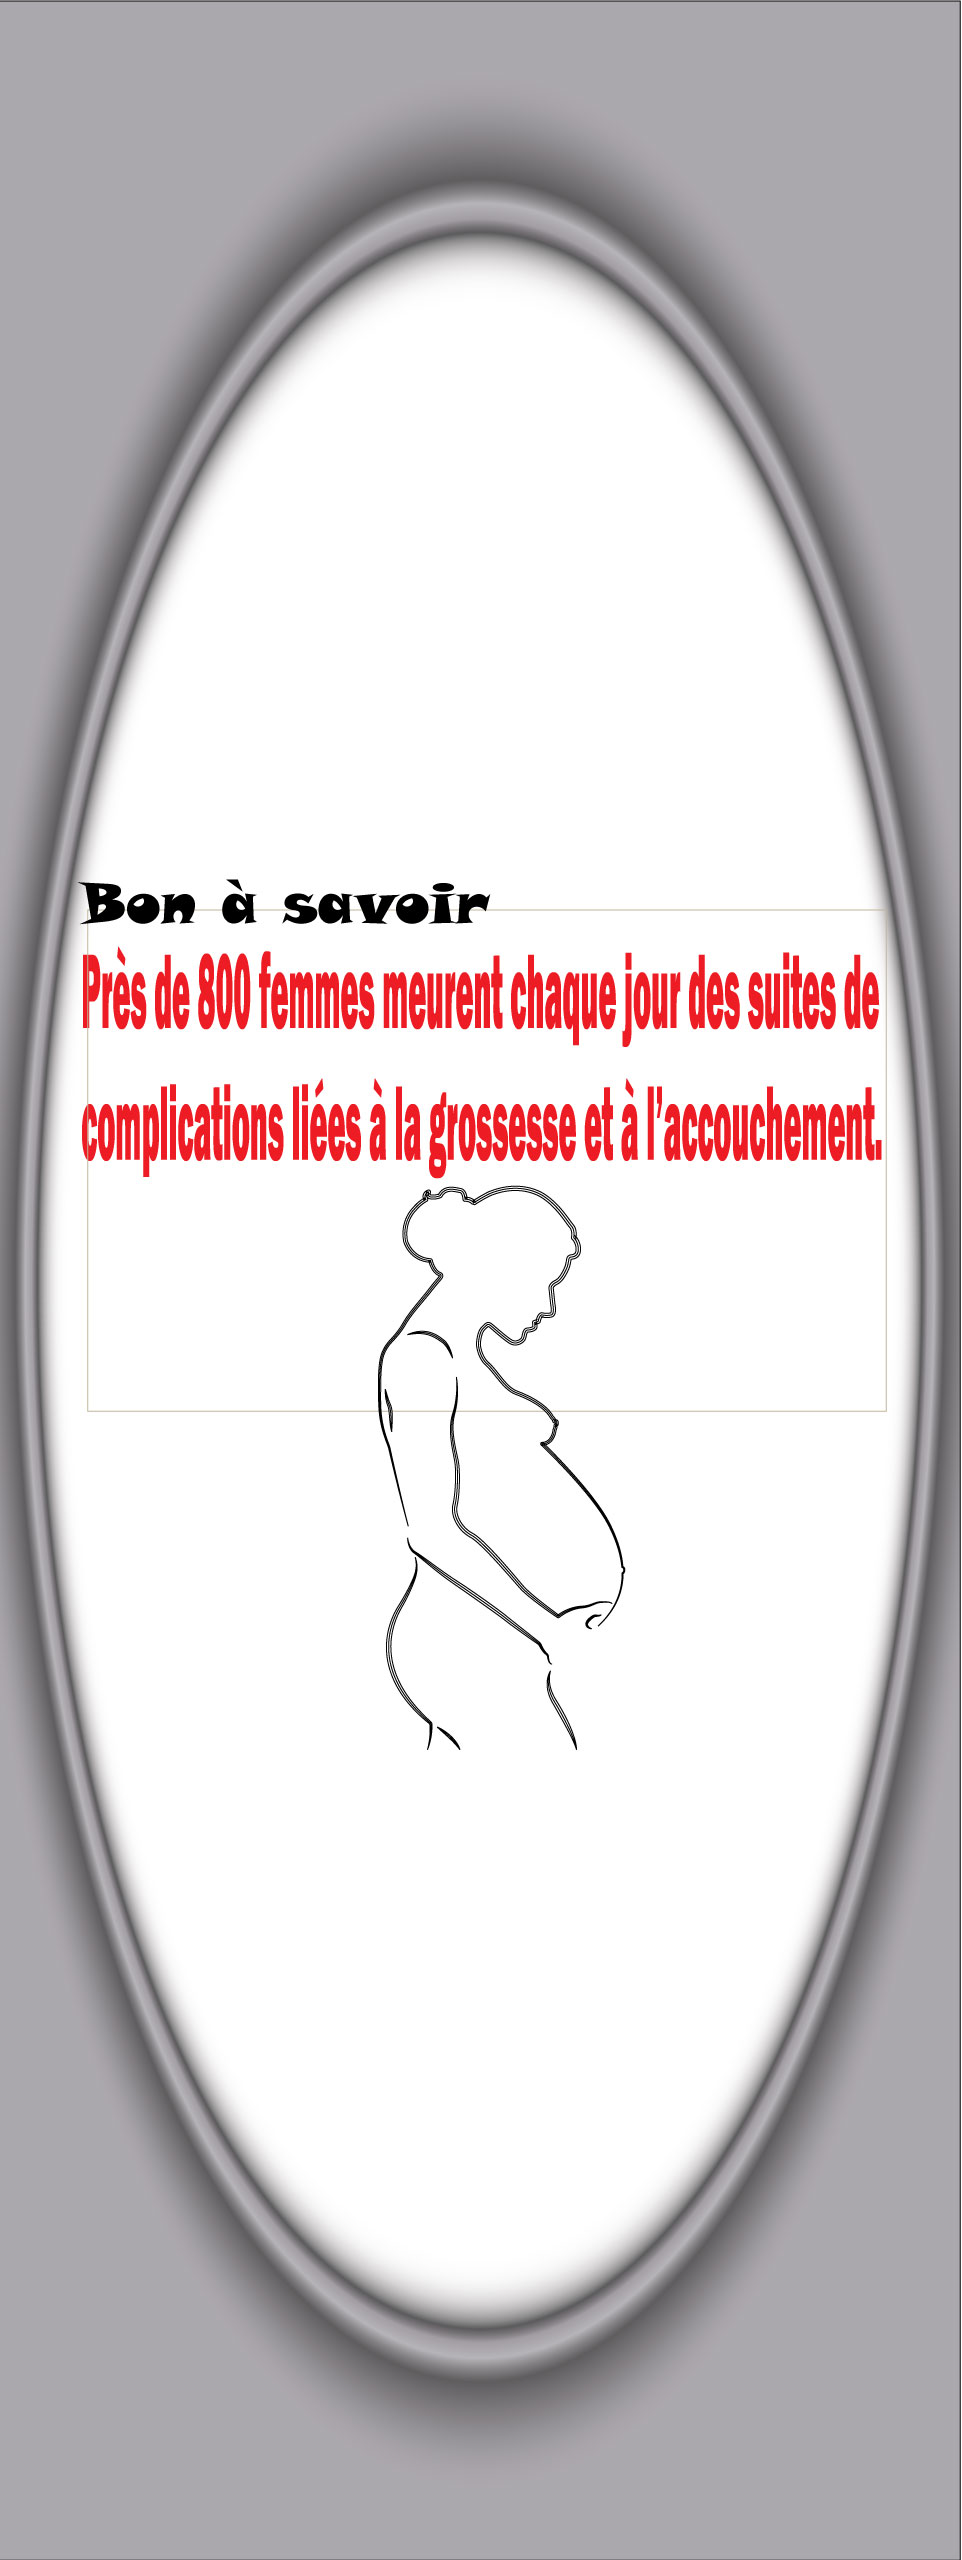 Bon à savoir
Près de 800 femmes meurent chaque jour des suites de
complications liées à la grossesse et à l’accouchement.